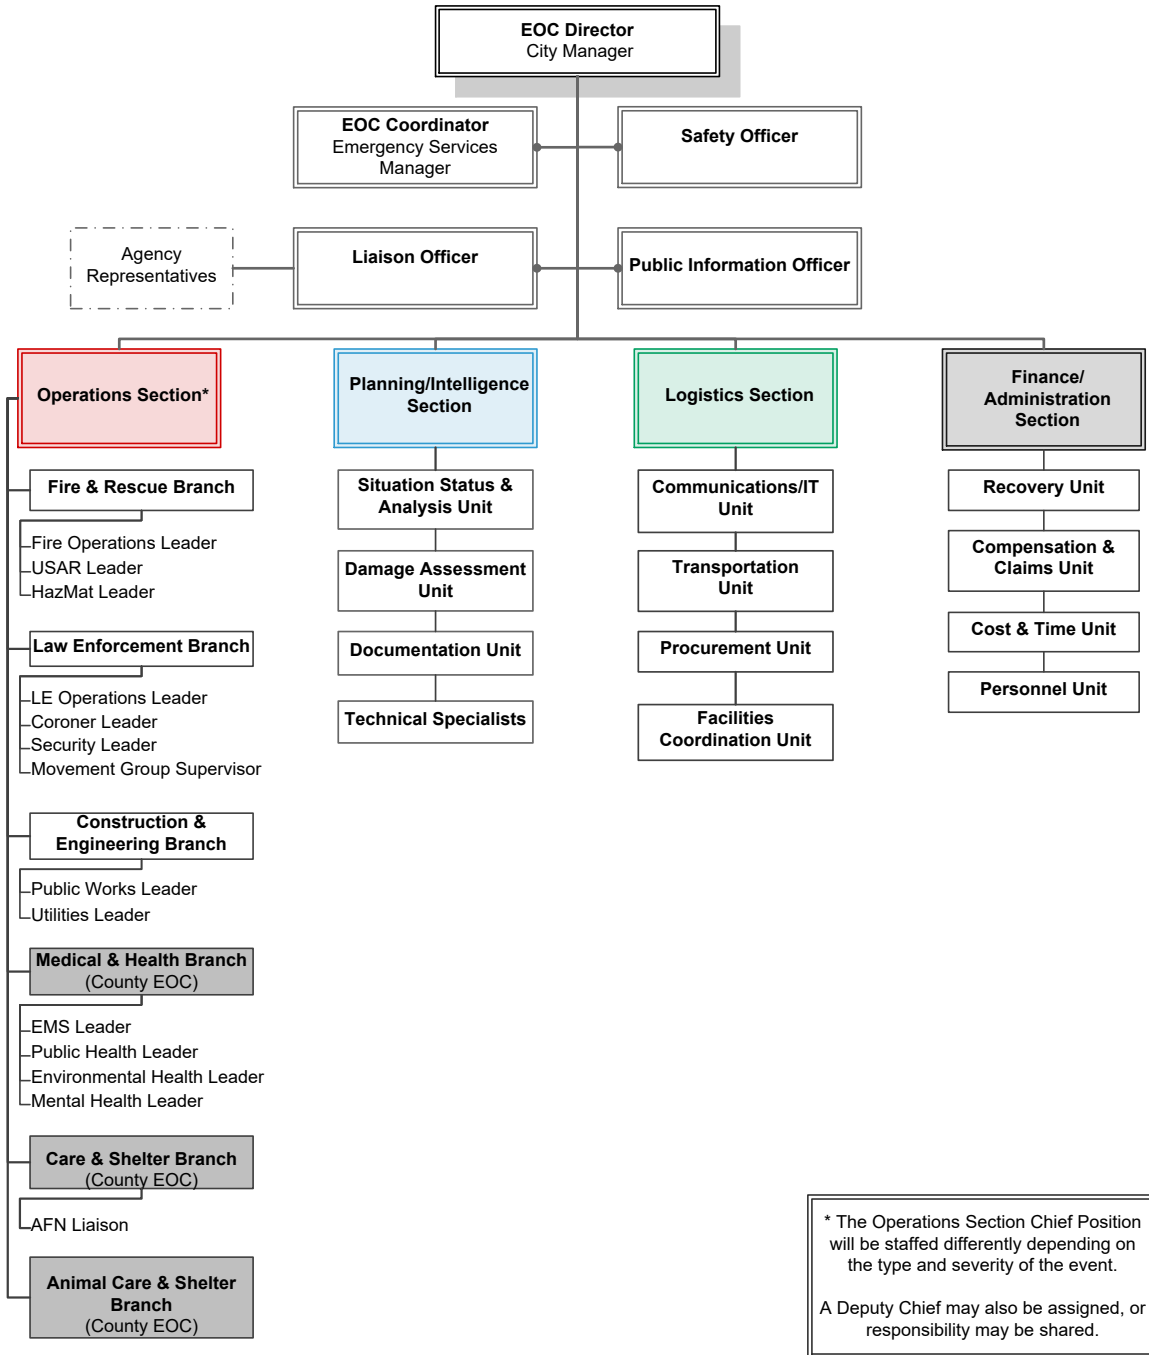 EOC Director
City Manager
EOC Coordinator
Emergency Services
Manager
Safety Officer
Agency
Representatives
Liaison Officer
Public Information Officer
Operations Section*
Planning/Intelligence
Section
Logistics Section
Finance/
Administration
Section
Fire & Rescue Branch
Fire Operations Leader
USAR Leader
HazMat Leader
Law Enforcement Branch
LE Operations Leader
Coroner Leader
Security Leader
Movement Group Supervisor
Construction &
Engineering Branch
Public Works Leader
Utilities Leader
Medical & Health Branch
(County EOC)
EMS Leader
Public Health Leader
Environmental Health Leader
Mental Health Leader
Care & Shelter Branch
(County EOC)
AFN Liaison
Animal Care & Shelter
Branch
(County EOC)
Situation Status &
Analysis Unit
Damage Assessment
Unit
Documentation Unit
Technical Specialists
Communications/IT
Unit
Transportation
Unit
Procurement Unit
Facilities
Coordination Unit
Recovery Unit
Compensation &
Claims Unit
Cost & Time Unit
Personnel Unit
* The Operations Section Chief Position
will be staffed differently depending on
the type and severity of the event.
A Deputy Chief may also be assigned, or
responsibility may be shared.